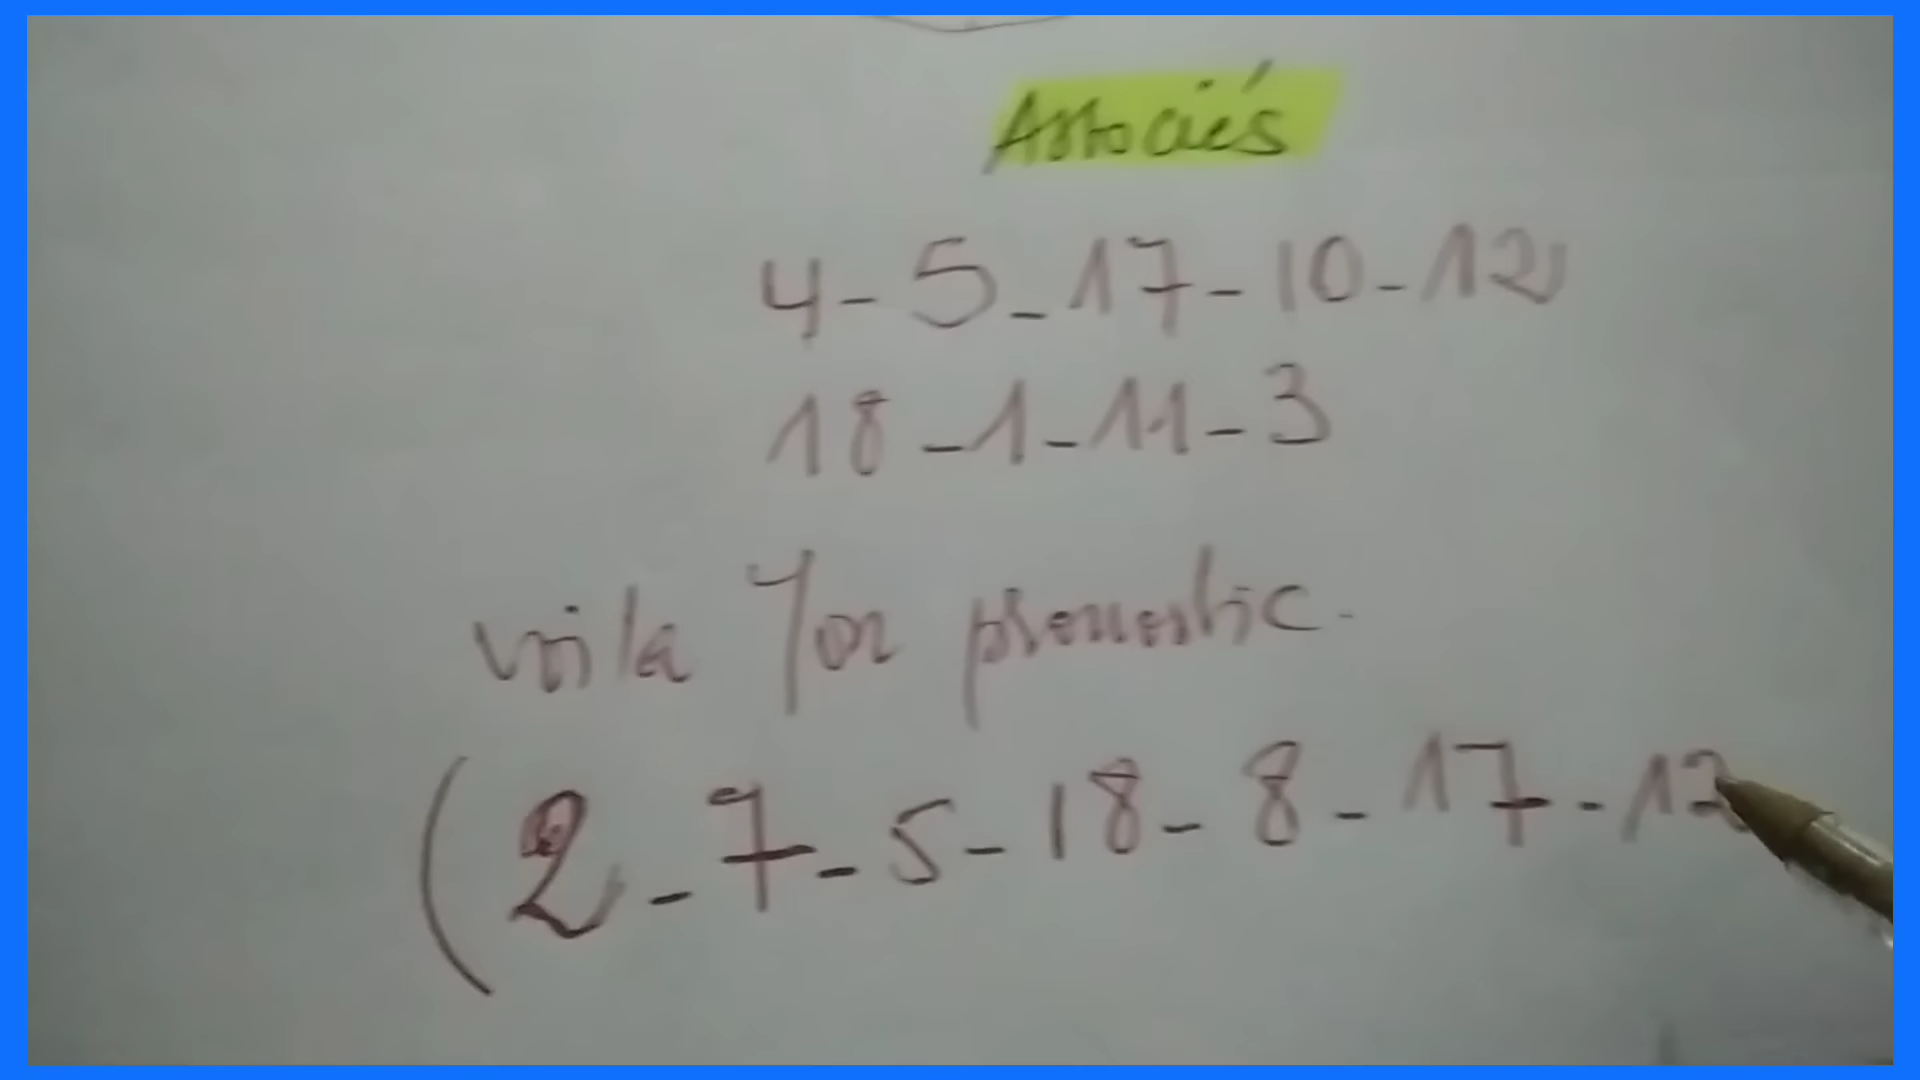 Associés
4 - 5 - 17 - 10 - 12
18 - 1 - 11 - 3
voila Yon pronostic.
(2 - 7 - 5 - 18 - 8 - 17 - 12